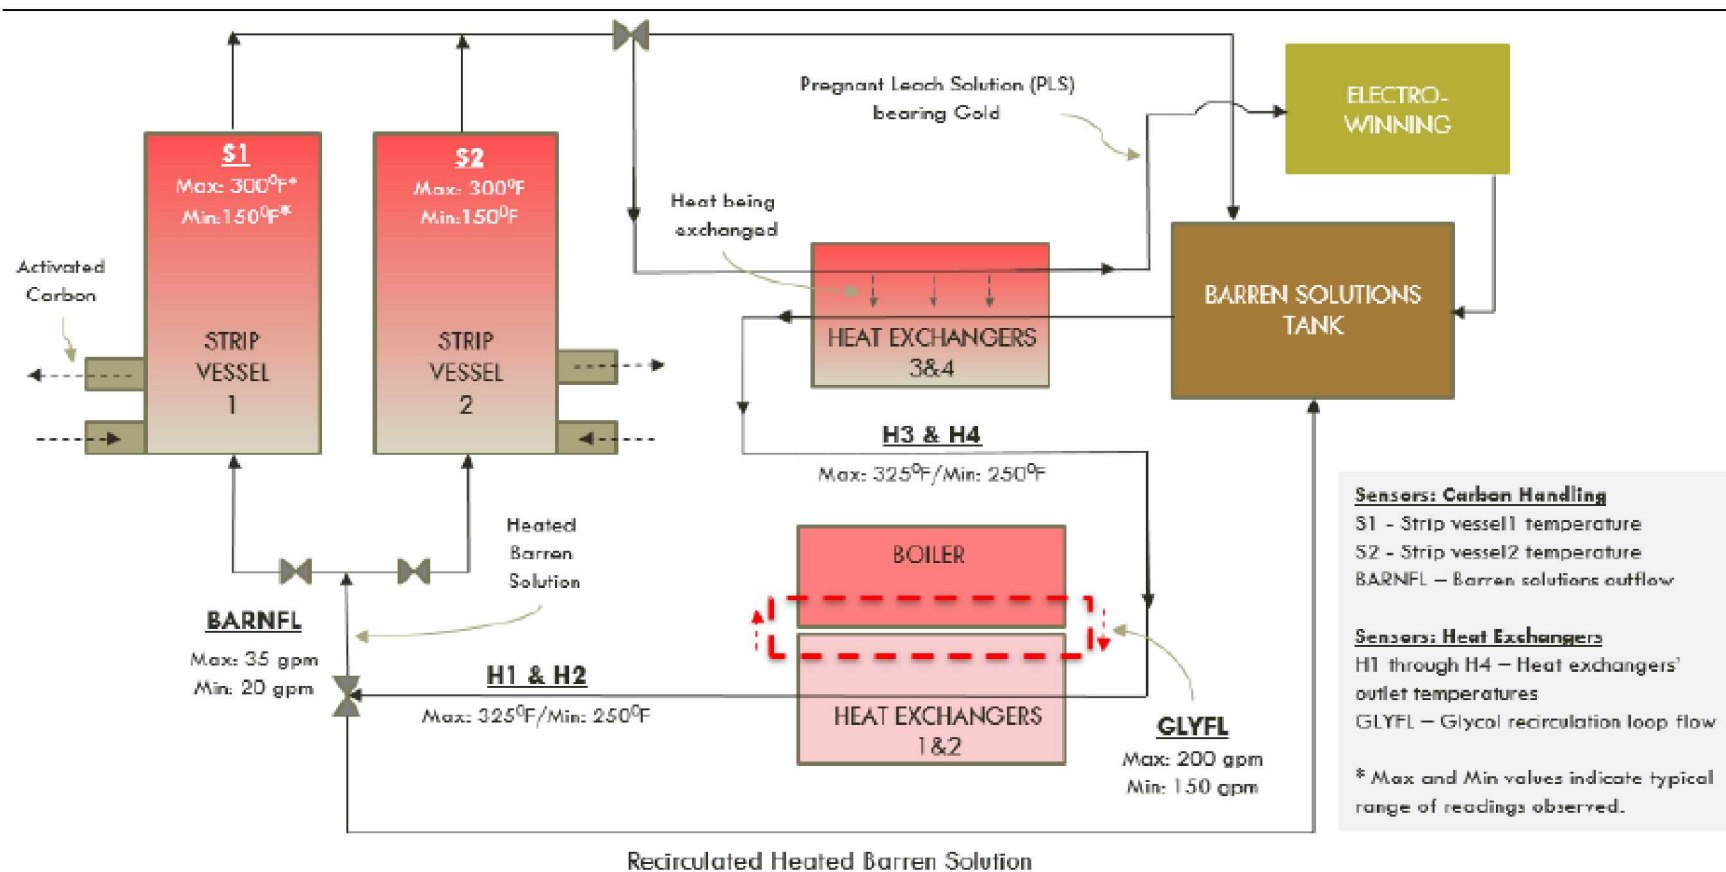 Pregnant Leach Solution (PLS)
bearing Gold
ELECTRO-
WINNING
S1
Max: 300⁰F*
Min:150⁰F*
S2
Max: 300⁰F
Min:150⁰F
Heat being
exchanged
Activated
Carbon
BARREN SOLUTIONS
TANK
STRIP
VESSEL
1
STRIP
VESSEL
2
HEAT EXCHANGERS
3&4
H3 & H4
Max: 325⁰F/Min: 250⁰F
Heated
Barren
Solution
BOILER
BARNFL
Max: 35 gpm
Min: 20 gpm
H1 & H2
Max: 325⁰F/Min: 250⁰F
HEAT EXCHANGERS
1&2
GLYFL
Max: 200 gpm
Min: 150 gpm
Sensors: Carbon Handling
S1 - Strip vessel1 temperature
S2 - Strip vessel2 temperature
BARNFL – Barren solutions outflow
Sensors: Heat Exchangers
H1 through H4 – Heat exchangers'
outlet temperatures
GLYFL – Glycol recirculation loop flow
* Max and Min values indicate typical
range of readings observed.
Recirculated Heated Barren Solution